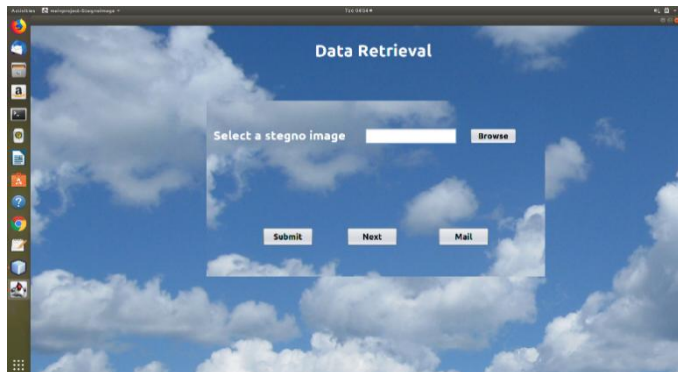 Activities
Data Retrieval
Select a stegno image
Browse
Submit
Next
Mail